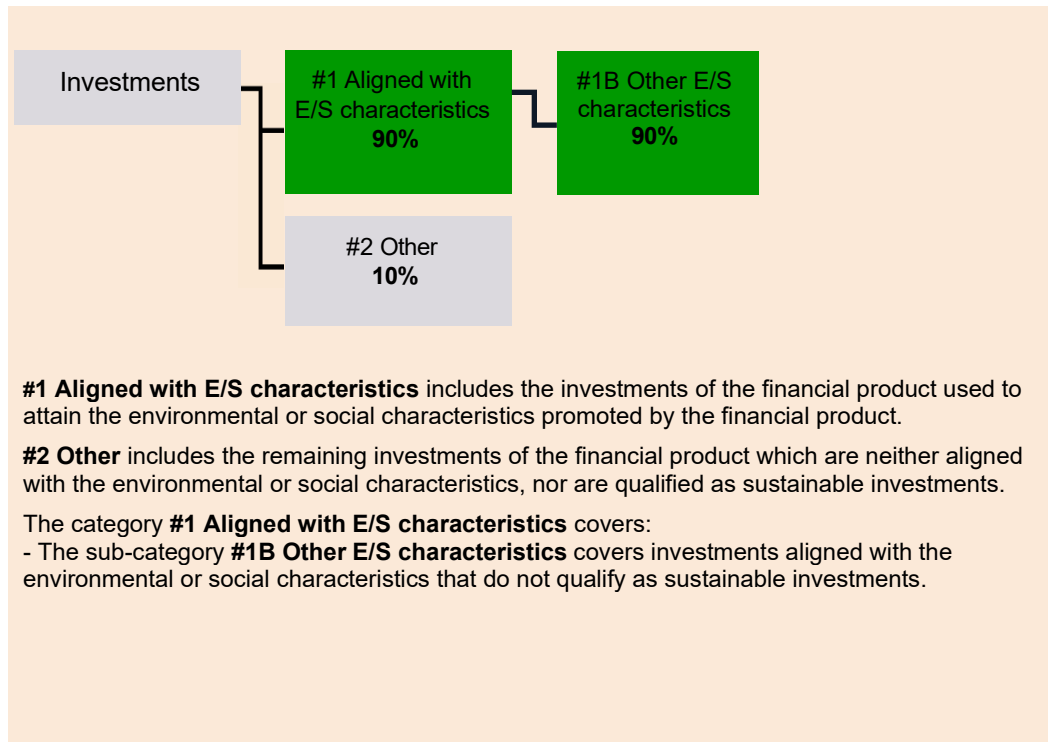 Investments
#1 Aligned with
E/S characteristics
90%
#1B Other E/S
characteristics
90%
#2 Other
10%
#1 Aligned with E/S characteristics includes the investments of the financial product used to
attain the environmental or social characteristics promoted by the financial product.
#2 Other includes the remaining investments of the financial product which are neither aligned
with the environmental or social characteristics, nor are qualified as sustainable investments.
The category #1 Aligned with E/S characteristics covers:
- The sub-category #1B Other E/S characteristics covers investments aligned with the
environmental or social characteristics that do not qualify as sustainable investments.